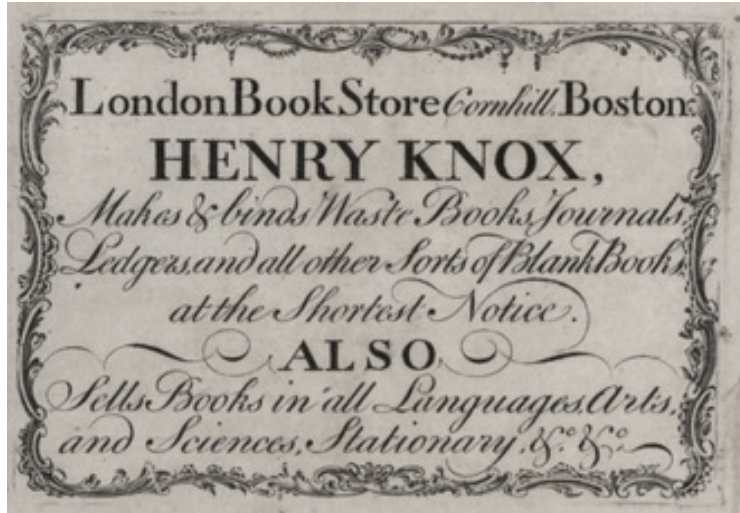 London Book Store Cornhill, Boston.
HENRY KNOX,
Makes & binds Waste Books, Journals,
Ledgers, and all other Sorts of Blank Books,
at the Shortest Notice.
ALSO
Sells Books in all Languages, Arts,
and Sciences, Stationary, &c. &c.